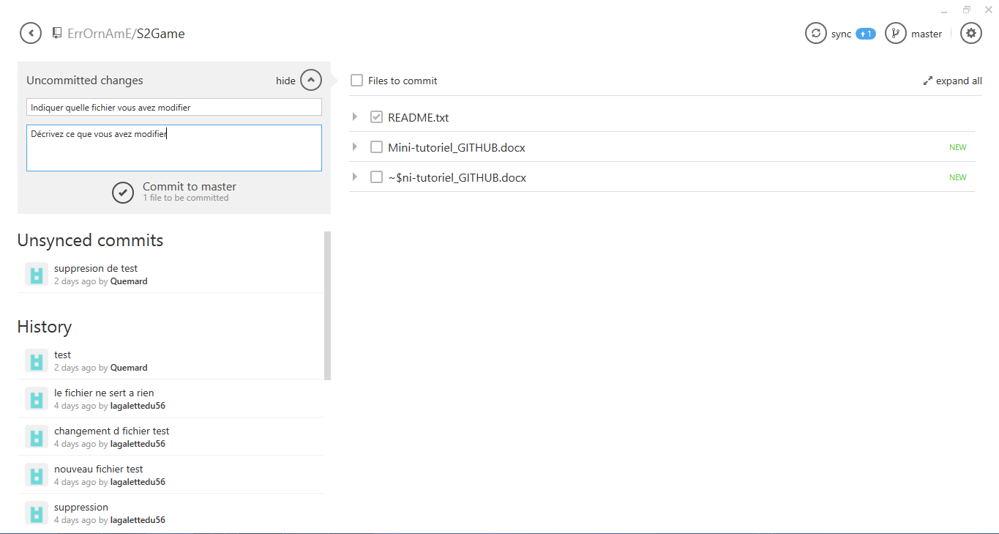 ErrOrnAmE/S2Game
sync 1
master
Uncommitted changes
hide
Indiquer quelle fichier vous avez modifier
Décrivez ce que vous avez modifier
Commit to master
1 file to be committed
Unsynced commits
suppresion de test
2 days ago by Quemard
History
test
2 days ago by Quemard
le fichier ne sert a rien
4 days ago by lagalettedu56
changement d fichier test
4 days ago by lagalettedu56
nouveau fichier test
4 days ago by lagalettedu56
suppression
4 days ago by lagalettedu56
Files to commit
expand all
README.txt
Mini-tutoriel_GITHUB.docx NEW
~$ni-tutoriel_GITHUB.docx NEW